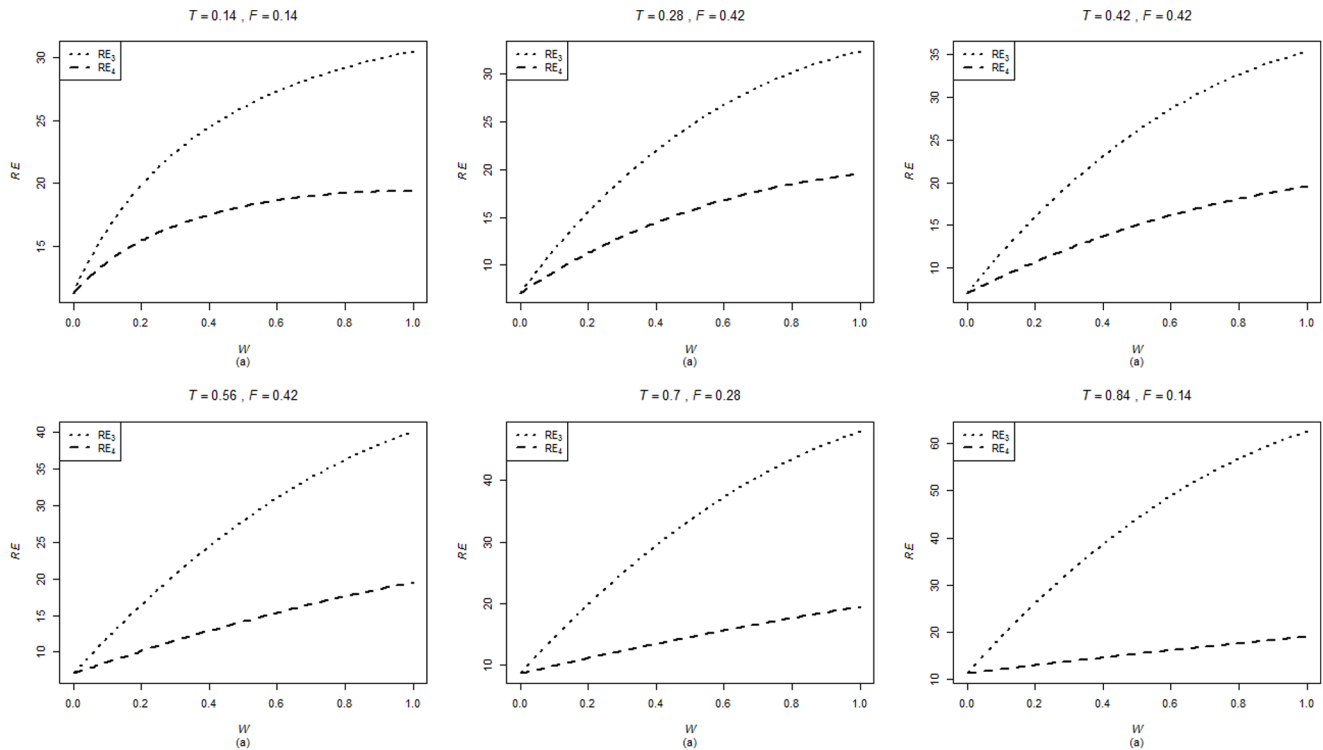 T = 0.14 , F = 0.14
RE3
RE4
RE
30
25
20
15
0.0 0.2 0.4 0.6 0.8 1.0
W
(a)
T = 0.28 , F = 0.42
RE3
RE4
RE
30
25
20
15
10
0.0 0.2 0.4 0.6 0.8 1.0
W
(a)
T = 0.42 , F = 0.42
RE3
RE4
RE
35
30
25
20
15
10
0.0 0.2 0.4 0.6 0.8 1.0
W
(a)
T = 0.56 , F = 0.42
RE3
RE4
RE
40
35
30
25
20
15
10
0.0 0.2 0.4 0.6 0.8 1.0
W
(a)
T = 0.7 , F = 0.28
RE3
RE4
RE
40
30
20
10
0.0 0.2 0.4 0.6 0.8 1.0
W
(a)
T = 0.84 , F = 0.14
RE3
RE4
RE
60
50
40
30
20
10
0.0 0.2 0.4 0.6 0.8 1.0
W
(a)